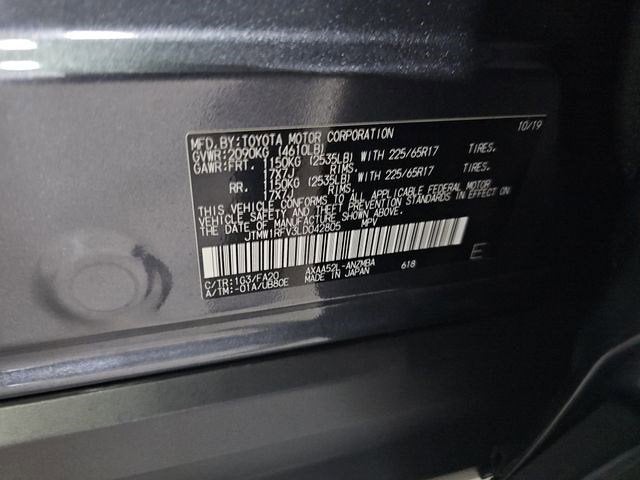 10/19
MFD.BY:TOYOTA MOTOR CORPORATION
GVWR:2090KG (4610LB)
GAWR:FRT. 1150KG (2535LB) WITH 225/65R17 TIRES.
17X7J RIMS.
RR. 1150KG (2535LB) WITH 225/65R17 TIRES.
17X7J RIMS.
THIS VEHICLE CONFORMS TO ALL APPLICABLE FEDERAL MOTOR
VEHICLE SAFETY AND THEFT PREVENTION STANDARDS IN EFFECT ON
THE DATE OF MANUFACTURE SHOWN ABOVE.
JTMW1RFV3LD042805 MPV
C/TR:1G3/FA20 AXAA52L-ANZMBA 618
A/TM:-01A/UB80E MADE IN JAPAN
E